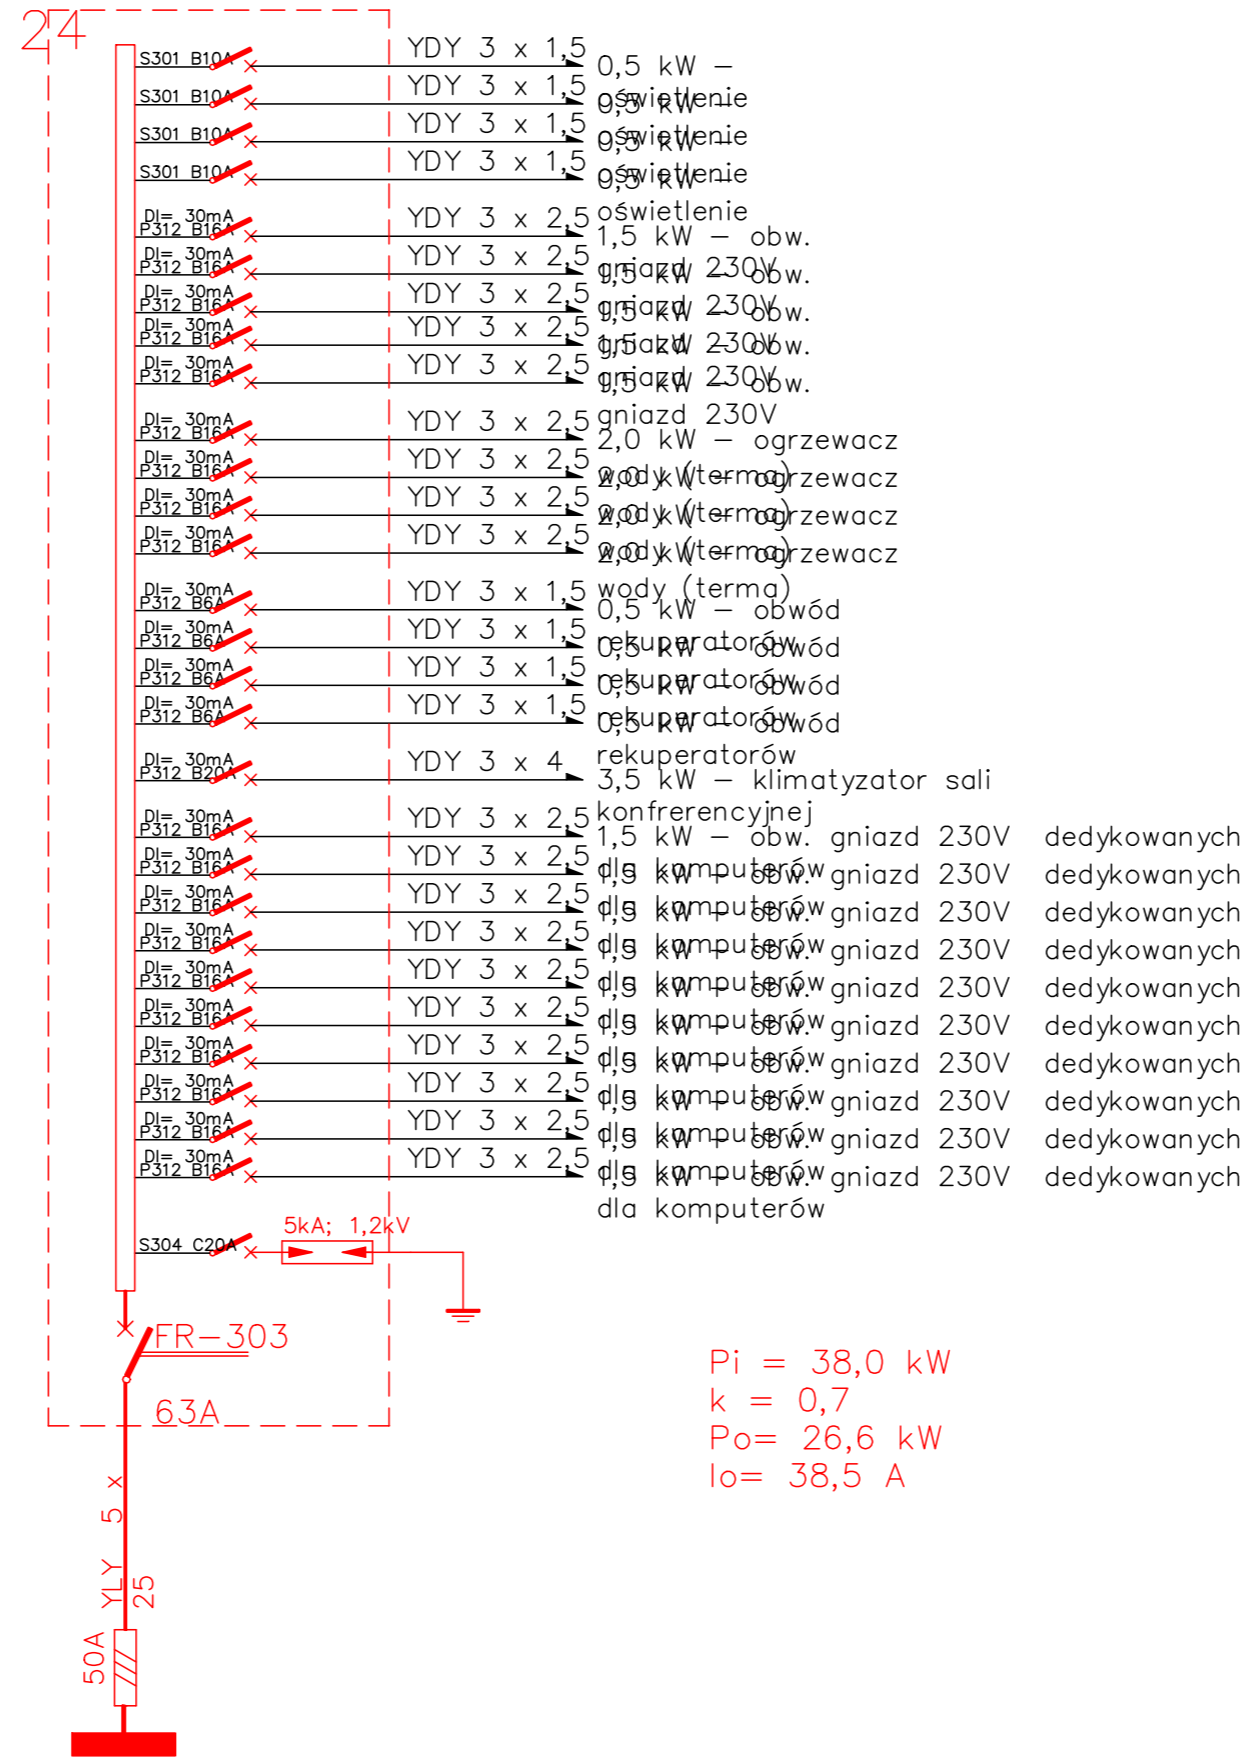 24
S301 B10A YDY 3 x 1,5 0,5 kW –
oświetlenie
S301 B10A YDY 3 x 1,5 0,5 kW –
oświetlenie
S301 B10A YDY 3 x 1,5 0,5 kW –
oświetlenie
S301 B10A YDY 3 x 1,5 0,5 kW –
oświetlenie
DI= 30mA
P312 B16A YDY 3 x 2,5 1,5 kW – obw.
gniazd 230V
DI= 30mA
P312 B16A YDY 3 x 2,5 1,5 kW – obw.
gniazd 230V
DI= 30mA
P312 B16A YDY 3 x 2,5 1,5 kW – obw.
gniazd 230V
DI= 30mA
P312 B16A YDY 3 x 2,5 1,5 kW – obw.
gniazd 230V
DI= 30mA
P312 B16A YDY 3 x 2,5 1,5 kW – obw.
gniazd 230V
DI= 30mA
P312 B16A YDY 3 x 2,5 2,0 kW – ogrzewacz
wody (terma)
DI= 30mA
P312 B16A YDY 3 x 2,5 2,0 kW – ogrzewacz
wody (terma)
DI= 30mA
P312 B16A YDY 3 x 2,5 2,0 kW – ogrzewacz
wody (terma)
DI= 30mA
P312 B16A YDY 3 x 2,5 2,0 kW – ogrzewacz
wody (terma)
DI= 30mA
P312 B6A YDY 3 x 1,5 0,5 kW – obwód
rekuperatorów
DI= 30mA
P312 B6A YDY 3 x 1,5 0,5 kW – obwód
rekuperatorów
DI= 30mA
P312 B6A YDY 3 x 1,5 0,5 kW – obwód
rekuperatorów
DI= 30mA
P312 B6A YDY 3 x 1,5 0,5 kW – obwód
rekuperatorów
DI= 30mA
P312 B20A YDY 3 x 4 3,5 kW – klimatyzator sali
konfrerencyjnej
DI= 30mA
P312 B16A YDY 3 x 2,5 1,5 kW – obw. gniazd 230V dedykowanych
dla komputerów
DI= 30mA
P312 B16A YDY 3 x 2,5 1,5 kW – obw. gniazd 230V dedykowanych
dla komputerów
DI= 30mA
P312 B16A YDY 3 x 2,5 1,5 kW – obw. gniazd 230V dedykowanych
dla komputerów
DI= 30mA
P312 B16A YDY 3 x 2,5 1,5 kW – obw. gniazd 230V dedykowanych
dla komputerów
DI= 30mA
P312 B16A YDY 3 x 2,5 1,5 kW – obw. gniazd 230V dedykowanych
dla komputerów
DI= 30mA
P312 B16A YDY 3 x 2,5 1,5 kW – obw. gniazd 230V dedykowanych
dla komputerów
DI= 30mA
P312 B16A YDY 3 x 2,5 1,5 kW – obw. gniazd 230V dedykowanych
dla komputerów
DI= 30mA
P312 B16A YDY 3 x 2,5 1,5 kW – obw. gniazd 230V dedykowanych
dla komputerów
DI= 30mA
P312 B16A YDY 3 x 2,5 1,5 kW – obw. gniazd 230V dedykowanych
dla komputerów
DI= 30mA
P312 B16A YDY 3 x 2,5 1,5 kW – obw. gniazd 230V dedykowanych
dla komputerów
5kA; 1,2kV
S304 C20A
FR–303
63A
Pi = 38,0 kW
k = 0,7
Po= 26,6 kW
Io= 38,5 A
YLY 5 x
25
50A